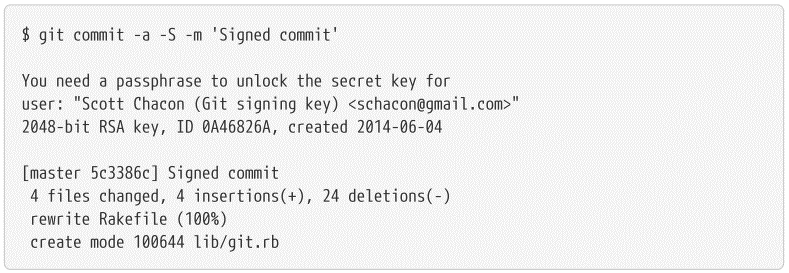 $ git commit -a -S -m 'Signed commit'
You need a passphrase to unlock the secret key for
user: "Scott Chacon (Git signing key) <schacon@gmail.com>"
2048-bit RSA key, ID 0A46826A, created 2014-06-04
[master 5c3386c] Signed commit
4 files changed, 4 insertions(+), 24 deletions(-)
rewrite Rakefile (100%)
create mode 100644 lib/git.rb